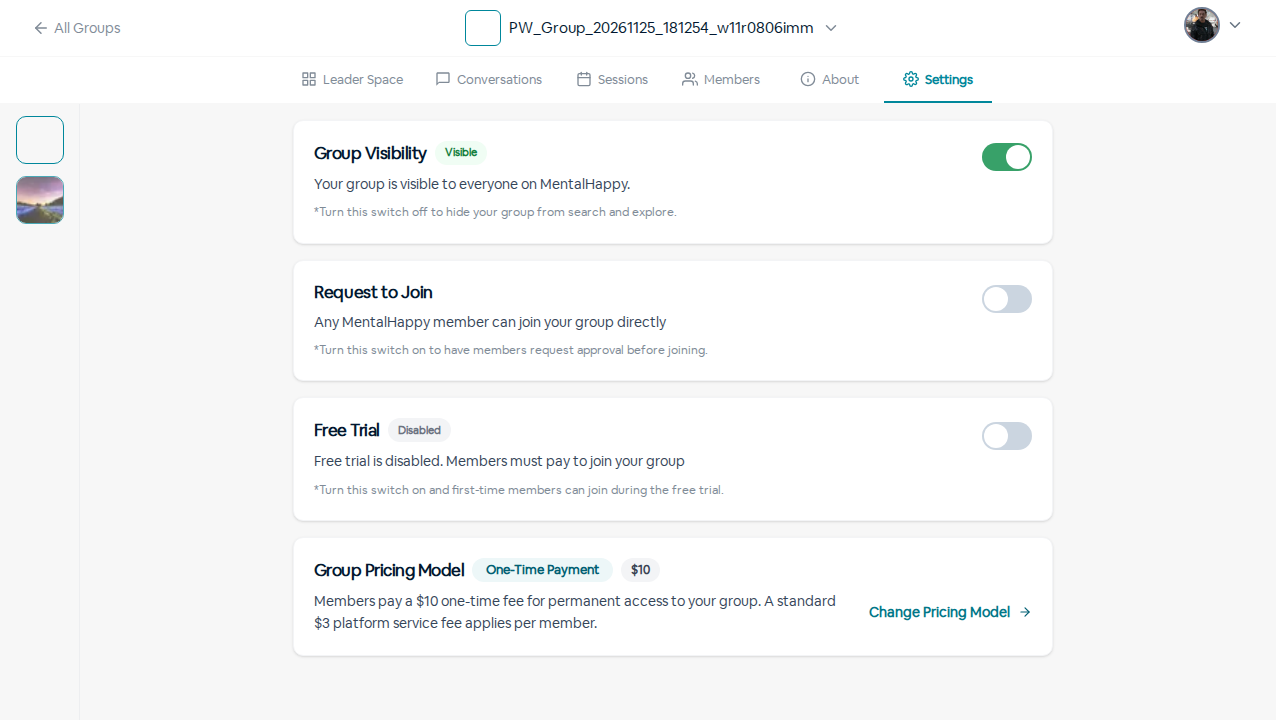 All Groups
PW_Group_20261125_181254_w11r0806imm
Leader Space
Conversations
Sessions
Members
About
Settings
Group Visibility Visible
Your group is visible to everyone on MentalHappy.
*Turn this switch off to hide your group from search and explore.
Request to Join
Any MentalHappy member can join your group directly
*Turn this switch on to have members request approval before joining.
Free Trial Disabled
Free trial is disabled. Members must pay to join your group
*Turn this switch on and first-time members can join during the free trial.
Group Pricing Model One-Time Payment $10
Members pay a $10 one-time fee for permanent access to your group. A standard
$3 platform service fee applies per member.
Change Pricing Model